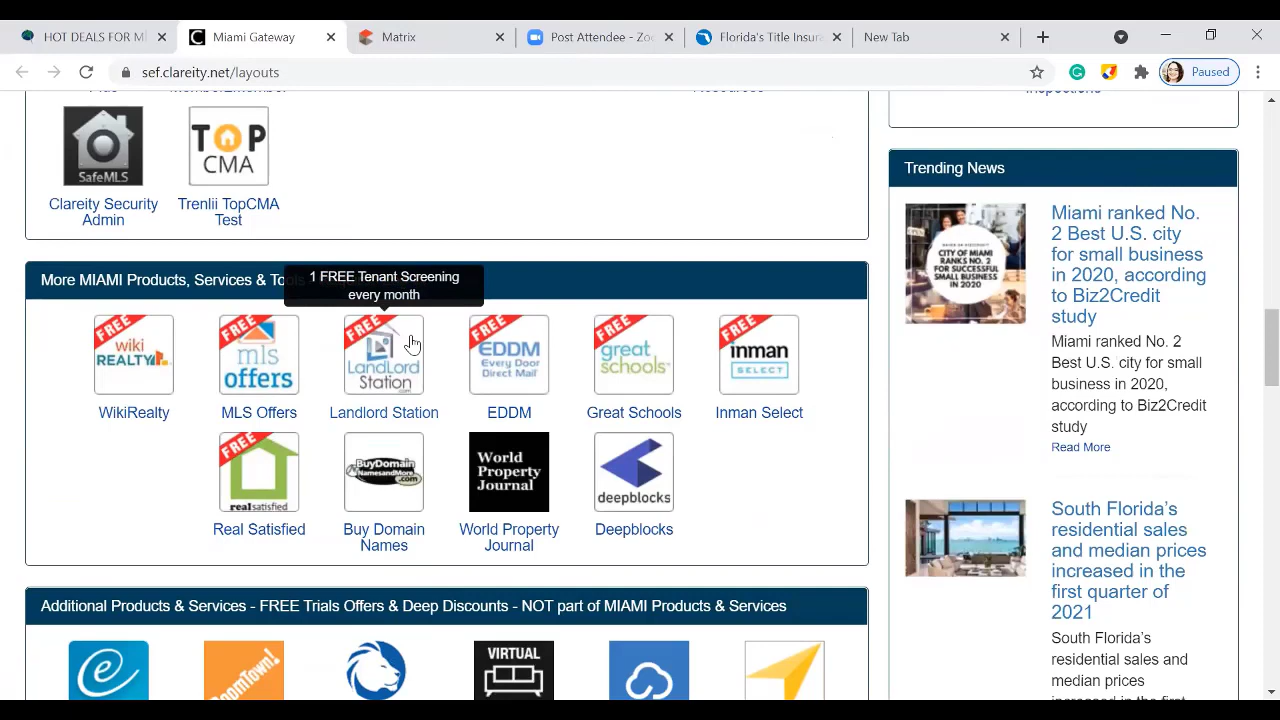 HOT DEALS FOR M
Miami Gateway
Matrix
Post Attendee - Zoo
Florida's Title Insur
New Tab
sef.clareity.net/layouts
Paused
SafeMLS
TOP
CMA
Clareity Security
Admin
Trenlii TopCMA
Test
More MIAMI Products, Services & To
1 FREE Tenant Screening
every month
FREE
wiki
REALTY
WikiRealty
FREE
mls
offers
MLS Offers
FREE
LandLord
Station
.com
Landlord Station
FREE
EDDM
Every Door
Direct Mail
EDDM
FREE
great
schools
Great Schools
FREE
inman
SELECT
Inman Select
FREE
realsatisfied
Real Satisfied
BuyDomain
NamesandMore
.com
Buy Domain
Names
World
Property
Journal
World Property
Journal
deepblocks
Deepblocks
Additional Products & Services - FREE Trials Offers & Deep Discounts - NOT part of MIAMI Products & Services
e
BoomTown!
VIRTUAL
Trending News
CITY OF MIAMI
RANKS NO. 2
FOR SUCCESSFUL
SMALL BUSINESS
IN 2020
Miami ranked No.
2 Best U.S. city
for small business
in 2020, according
to Biz2Credit
study
Miami ranked No. 2
Best U.S. city for small
business in 2020,
according to Biz2Credit
study
Read More
South Florida's
residential sales
and median prices
increased in the
first quarter of
2021
South Florida's
residential sales and
median prices